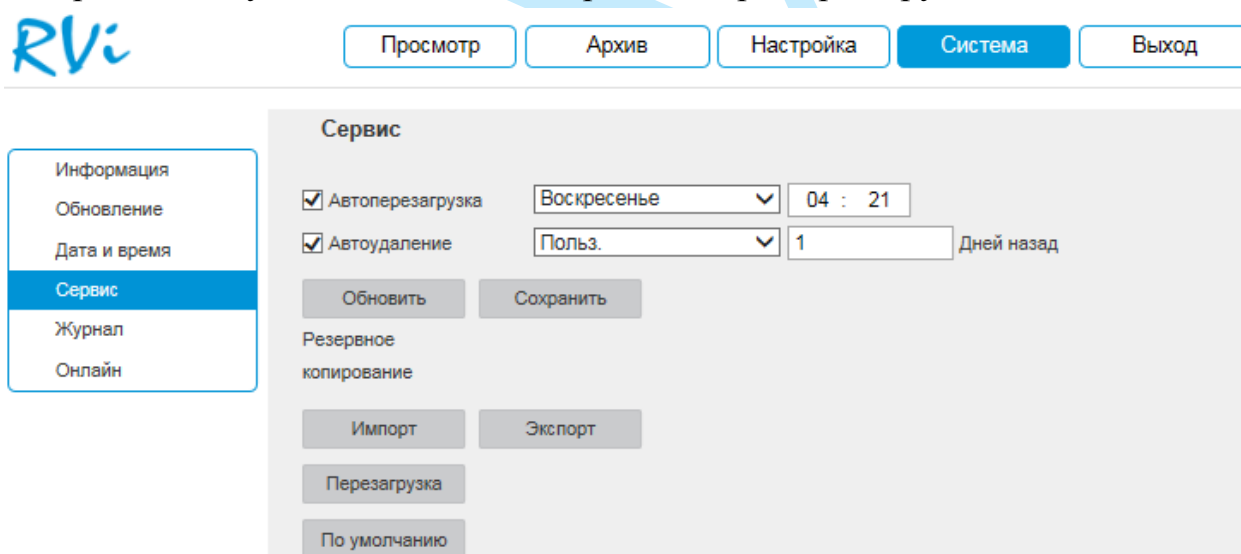 RVi
Просмотр Архив Настройка Система Выход
Сервис
Информация
Обновление
Дата и время
Сервис
Журнал
Онлайн
Автоперезагрузка Воскресенье 04 : 21
Автоудаление Польз. 1 Дней назад
Обновить Сохранить
Резервное
копирование
Импорт Экспорт
Перезагрузка
По умолчанию